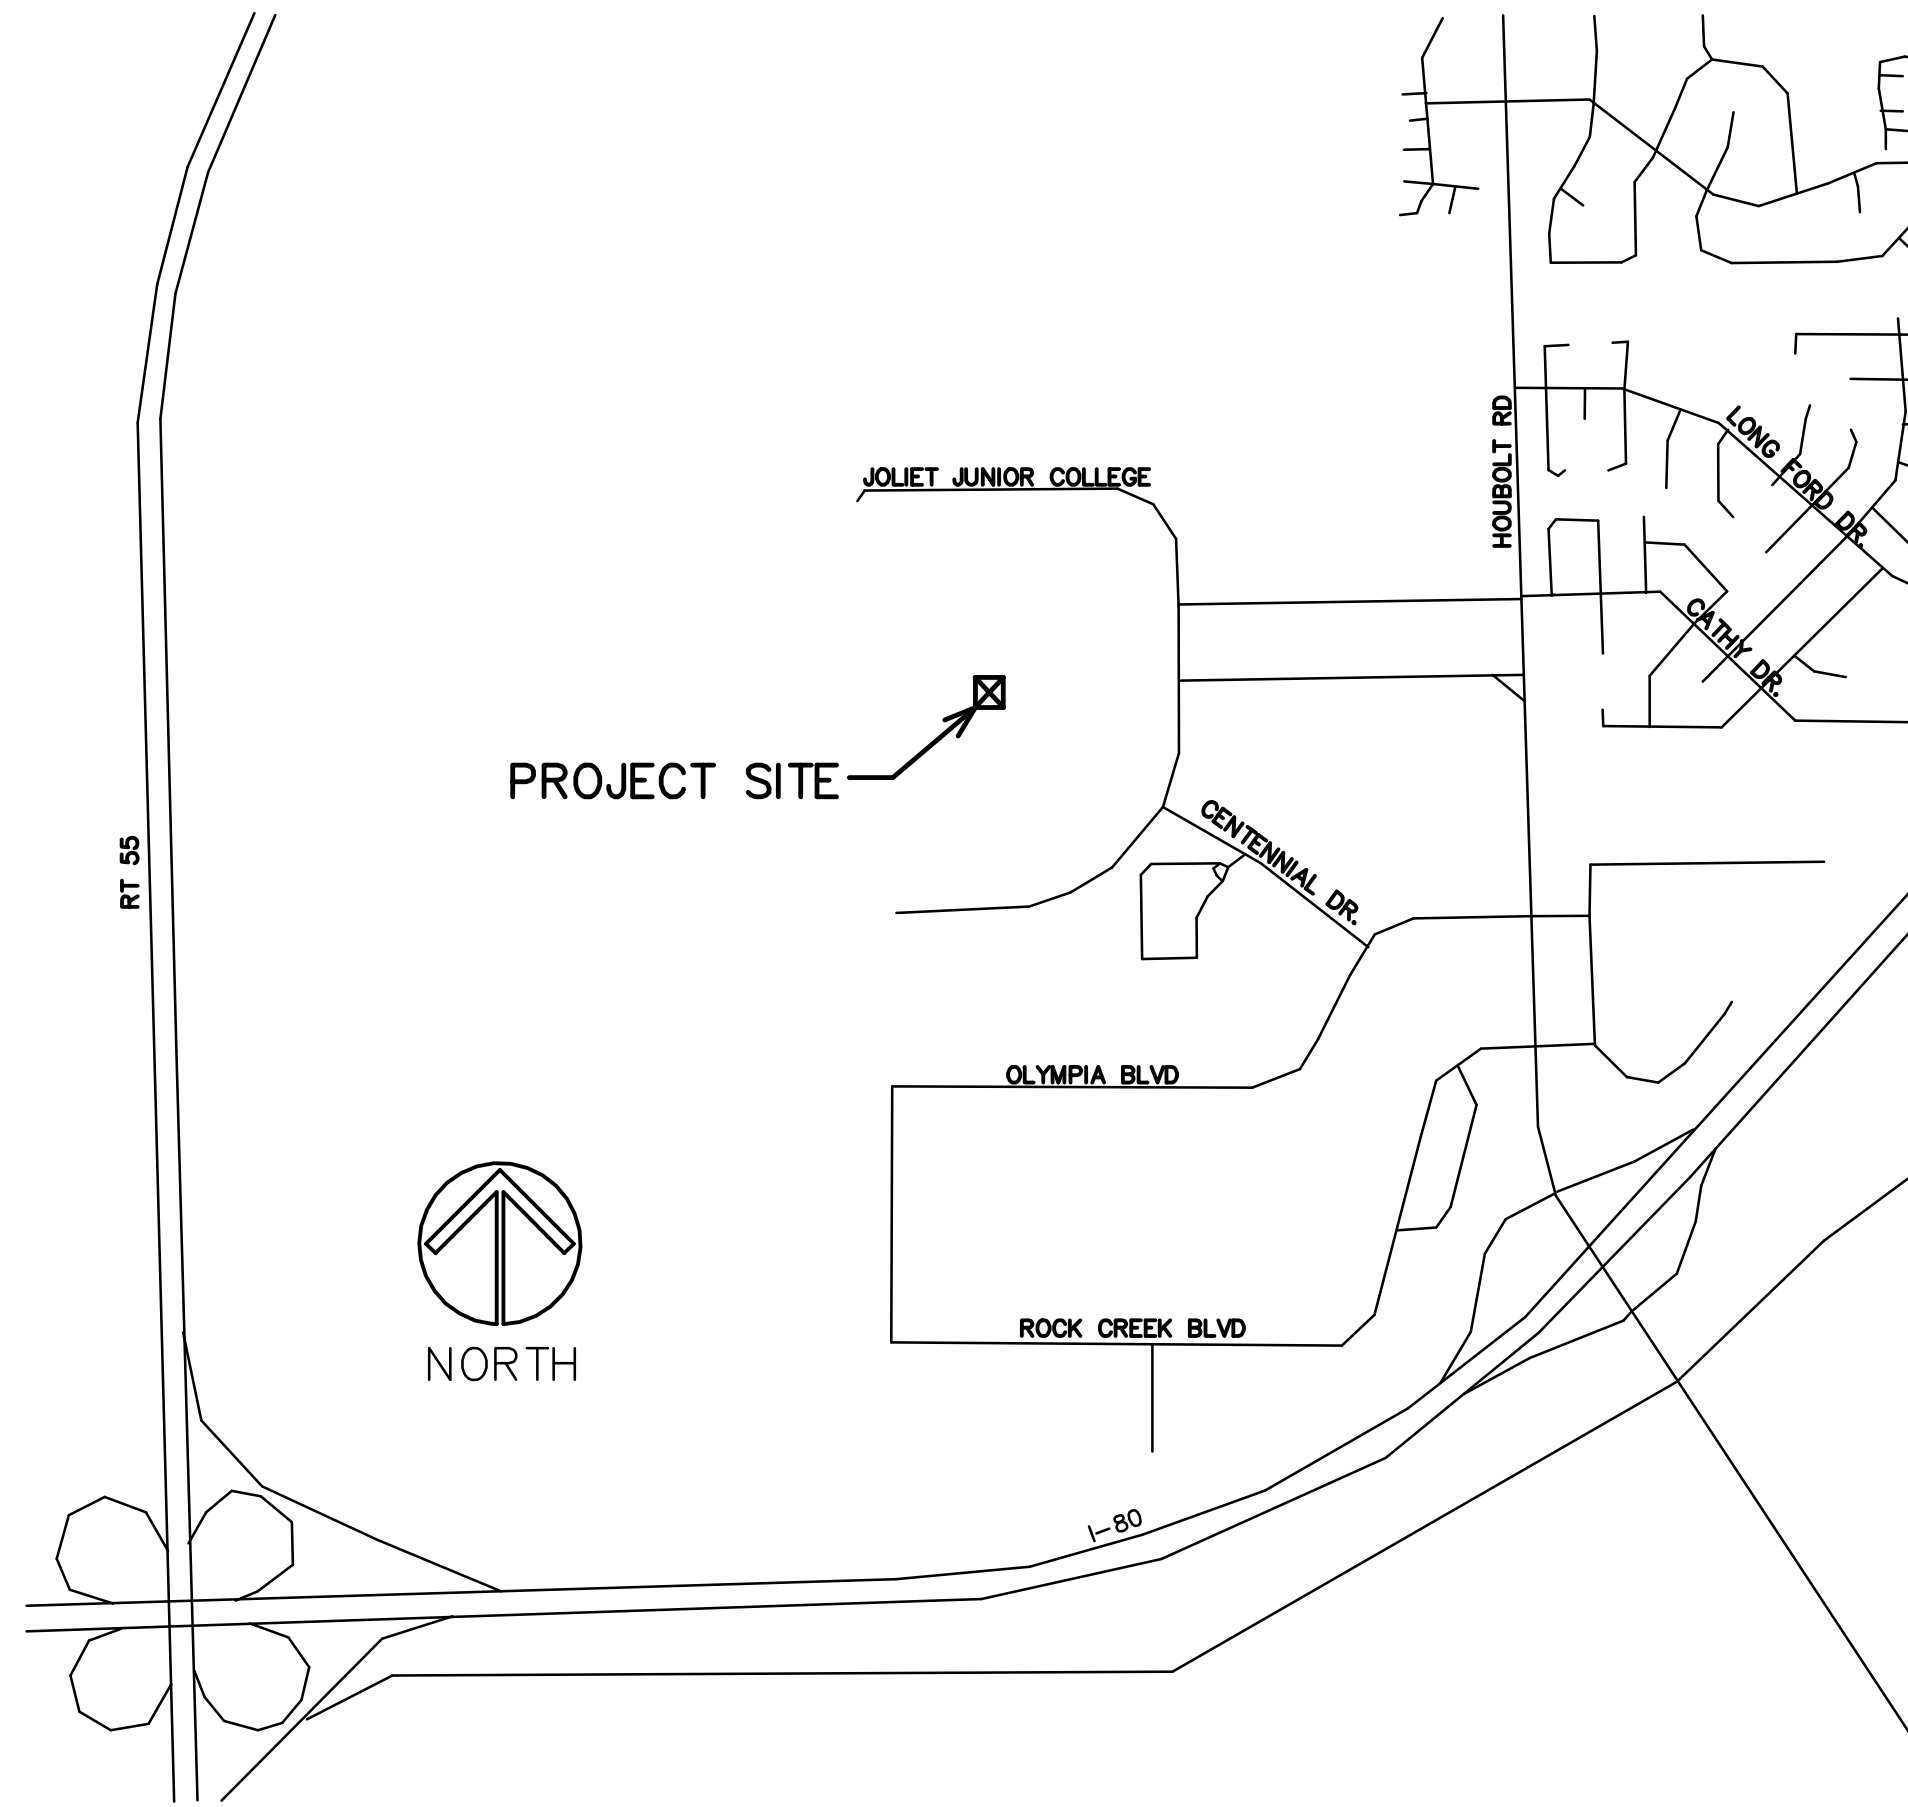 HOUBOLT RD
LONG FORD DR.
JOLIET JUNIOR COLLEGE
CATHY DR.
PROJECT SITE
CENTENNIAL DR.
RT 55
OLYMPIA BLVD
ROCK CREEK BLVD
NORTH
I-80